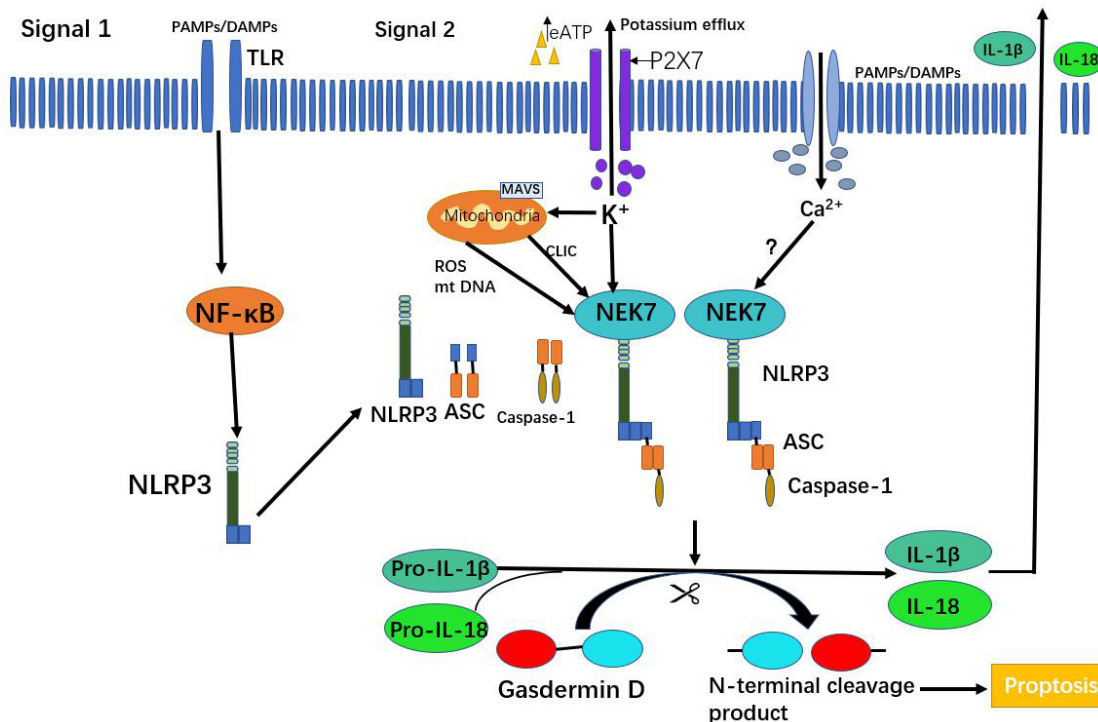 Signal 1
PAMPs/DAMPs
TLR
Signal 2
eATP
Potassium efflux
P2X7
PAMPs/DAMPs
IL-1β
IL-18
MAVS
Mitochondria
K⁺
Ca²⁺
?
CLIC
ROS
mt DNA
NF-κB
NEK7
NEK7
NLRP3
NLRP3
ASC
Caspase-1
NLRP3
ASC
Caspase-1
Pro-IL-1β
Pro-IL-18
IL-1β
IL-18
Gasdermin D
N-terminal cleavage
product
Proptosis